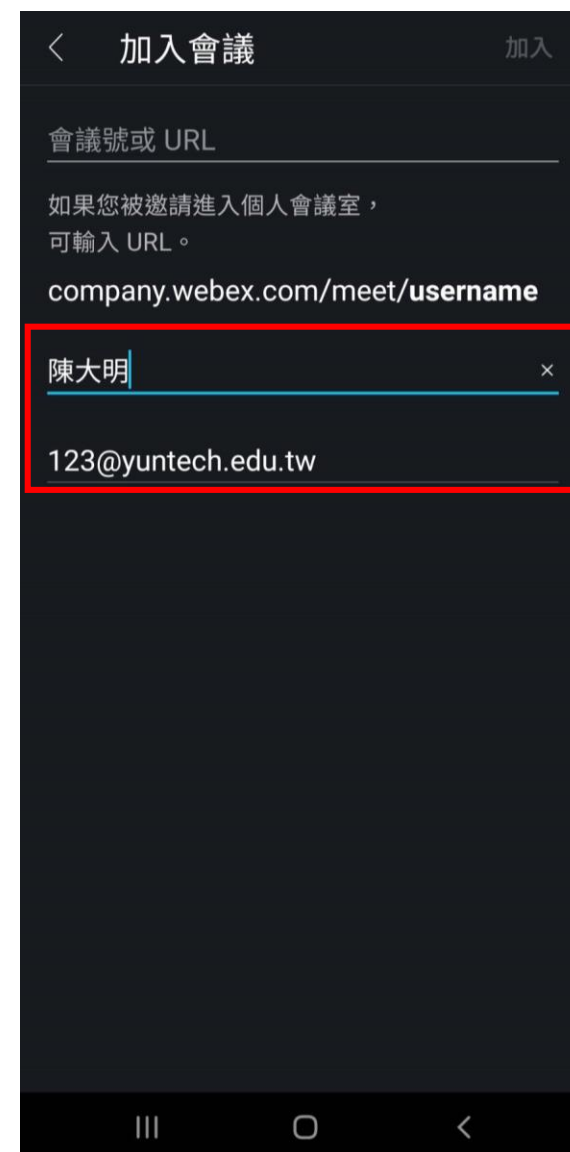 加入會議
加入
會議號或 URL
如果您被邀請進入個人會議室，
可輸入 URL。
company.webex.com/meet/username
陳大明
123@yuntech.edu.tw